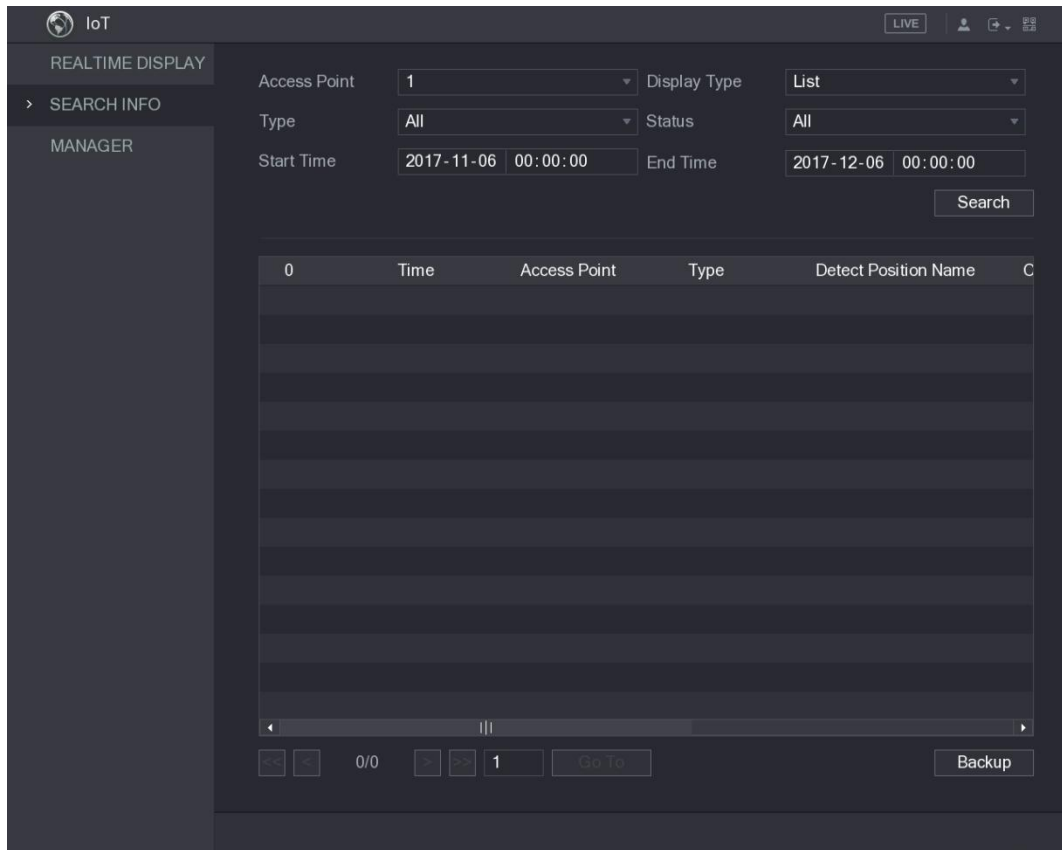 IoT
LIVE
REALTIME DISPLAY
SEARCH INFO
MANAGER
Access Point 1 Display Type List
Type All Status All
Start Time 2017-11-06 00:00:00 End Time 2017-12-06 00:00:00
Search
0 Time Access Point Type Detect Position Name C
<< < 0/0 > >> 1 Go To Backup